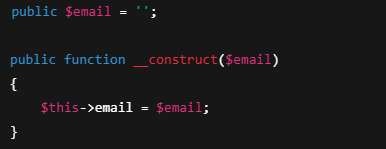 public $email = '';
public function __construct($email)
{
    $this->email = $email;
}